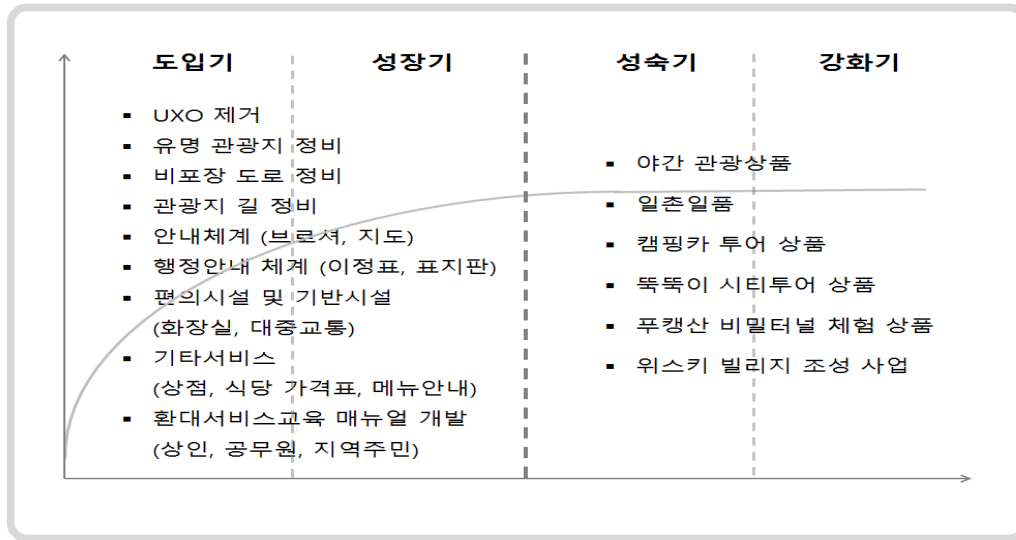 도입기 성장기 성숙기 강화기
▪ UXO 제거
▪ 유명 관광지 정비
▪ 비포장 도로 정비
▪ 관광지 길 정비
▪ 안내체계 (브로셔, 지도)
▪ 행정안내 체계 (이정표, 표지판)
▪ 편의시설 및 기반시설
(화장실, 대중교통)
▪ 기타서비스
(상점, 식당 가격표, 메뉴안내)
▪ 환대서비스교육 매뉴얼 개발
(상인, 공무원, 지역주민)
▪ 야간 관광상품
▪ 일촌일품
▪ 캠핑카 투어 상품
▪ 뚝뚝이 시티투어 상품
▪ 푸캥산 비밀터널 체험 상품
▪ 위스키 빌리지 조성 사업